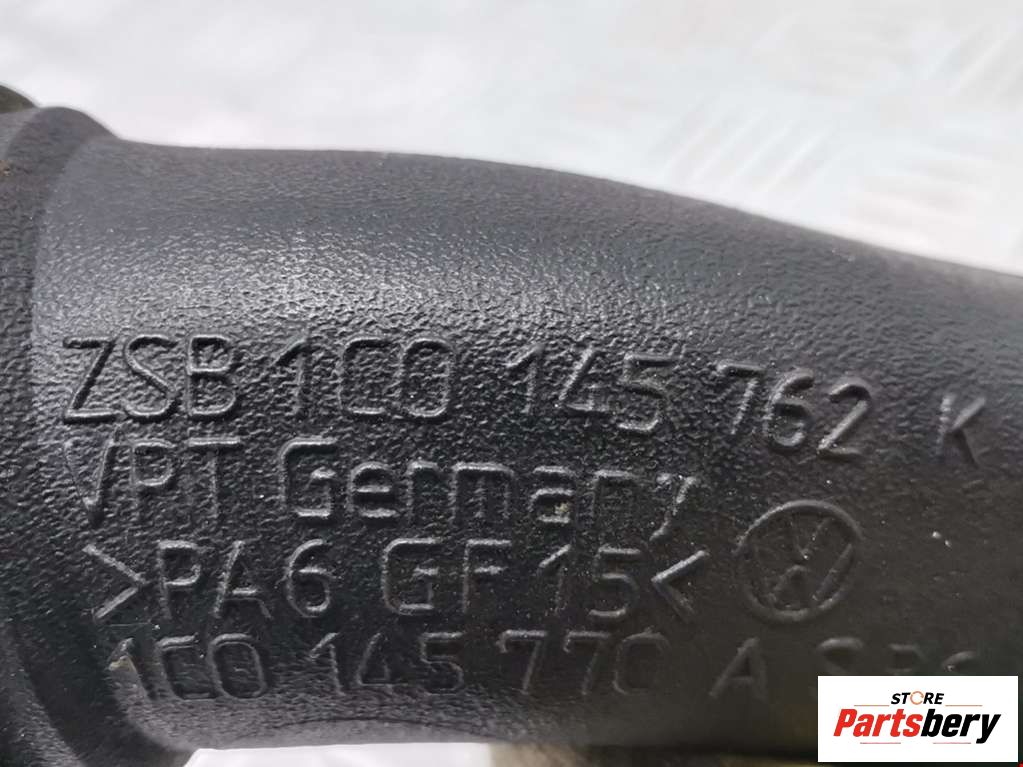 ZSB 1C0 145 762 K
VPT Germany
>PA6 GF15<
1C0 145 770 A
STORE
Partsbery